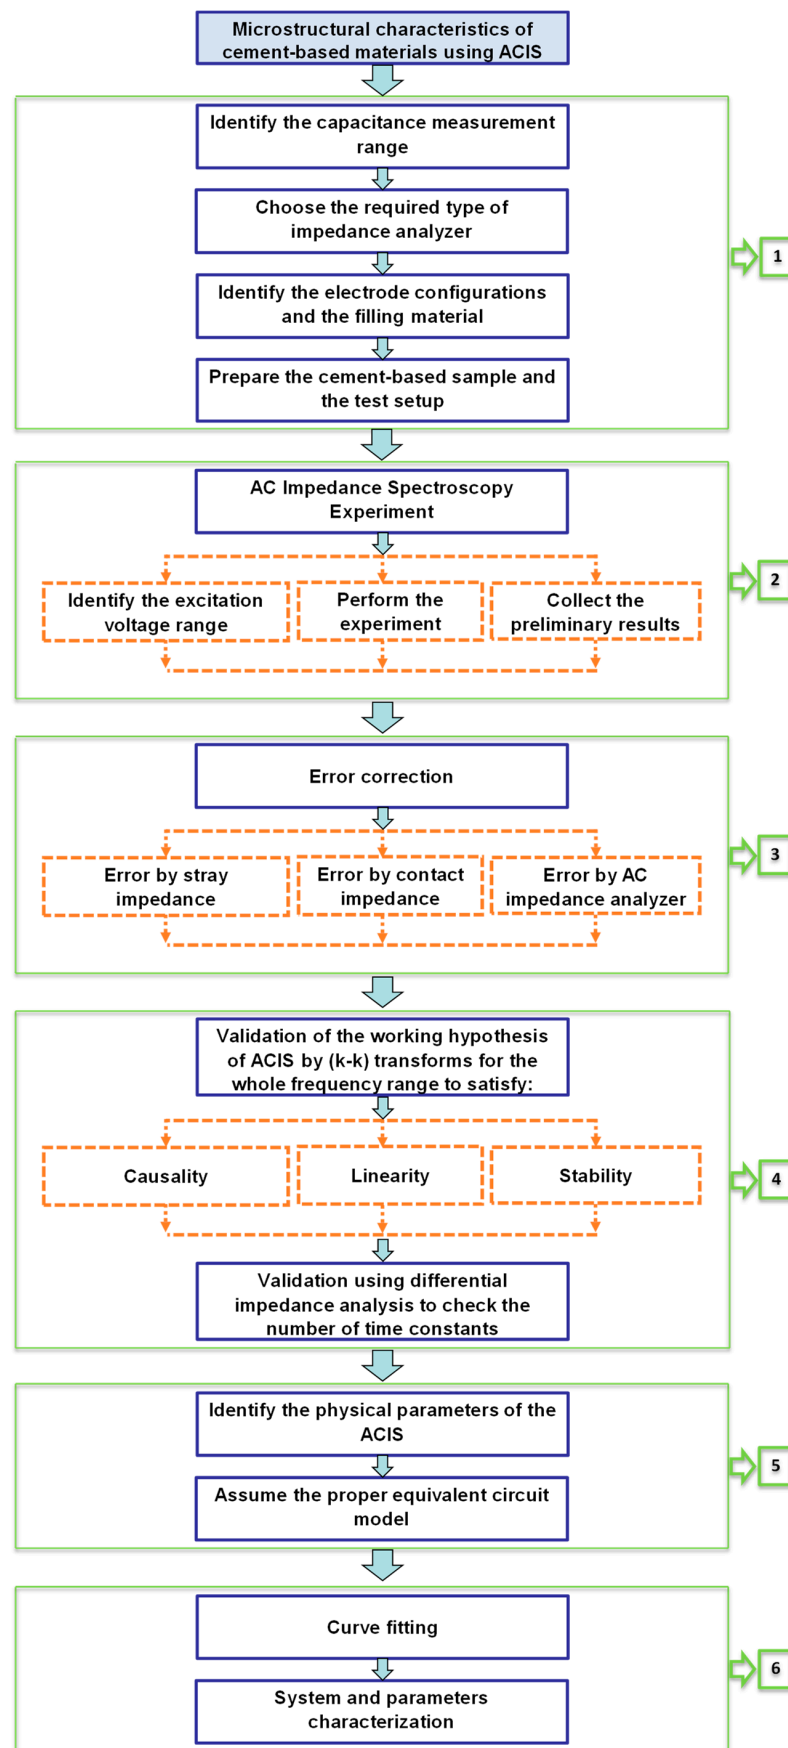 Microstructural characteristics of
cement-based materials using ACIS
Identify the capacitance measurement
range
Choose the required type of
impedance analyzer
1
Identify the electrode configurations
and the filling material
Prepare the cement-based sample and
the test setup
AC Impedance Spectroscopy
Experiment
2
Identify the excitation
voltage range
Perform the
experiment
Collect the
preliminary results
Error correction
3
Error by stray
impedance
Error by contact
impedance
Error by AC
impedance analyzer
Validation of the working hypothesis
of ACIS by (k-k) transforms for the
whole frequency range to satisfy:
Causality
Linearity
Stability
4
Validation using differential
impedance analysis to check the
number of time constants
Identify the physical parameters of the
ACIS
5
Assume the proper equivalent circuit
model
Curve fitting
6
System and parameters
characterization